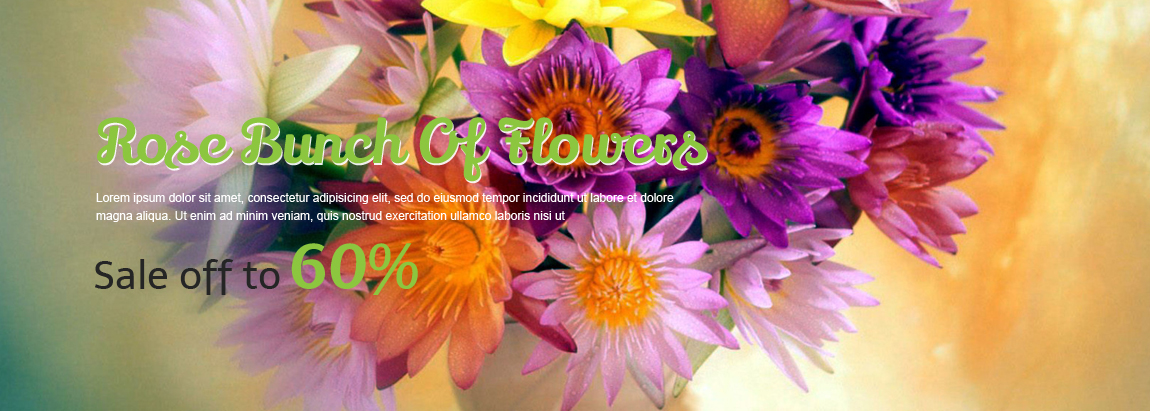 Rose Bunch Of Flowers
Lorem ipsum dolor sit amet, consectetur adipisicing elit, sed do eiusmod tempor incididunt ut labore et dolore
magna aliqua. Ut enim ad minim veniam, quis nostrud exercitation ullamco laboris nisi ut
Sale off to 60%